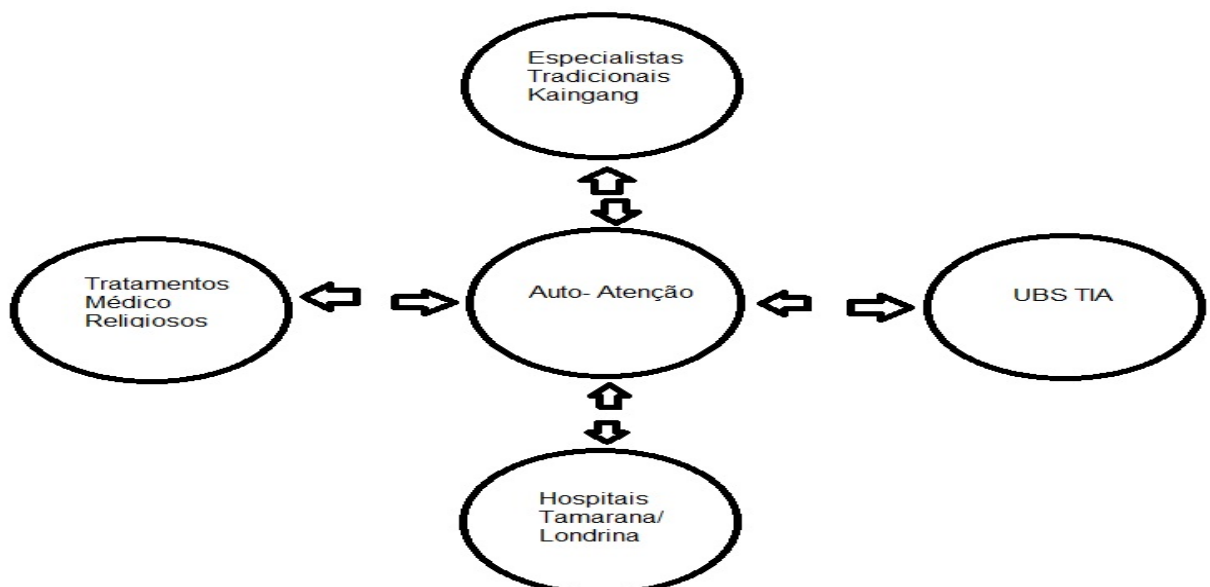 Especialistas
Tradicionais
Kaingang
Tratamentos
Médico
Religiosos
Auto- Atenção
UBS TIA
Hospitais
Tamarana/
Londrina